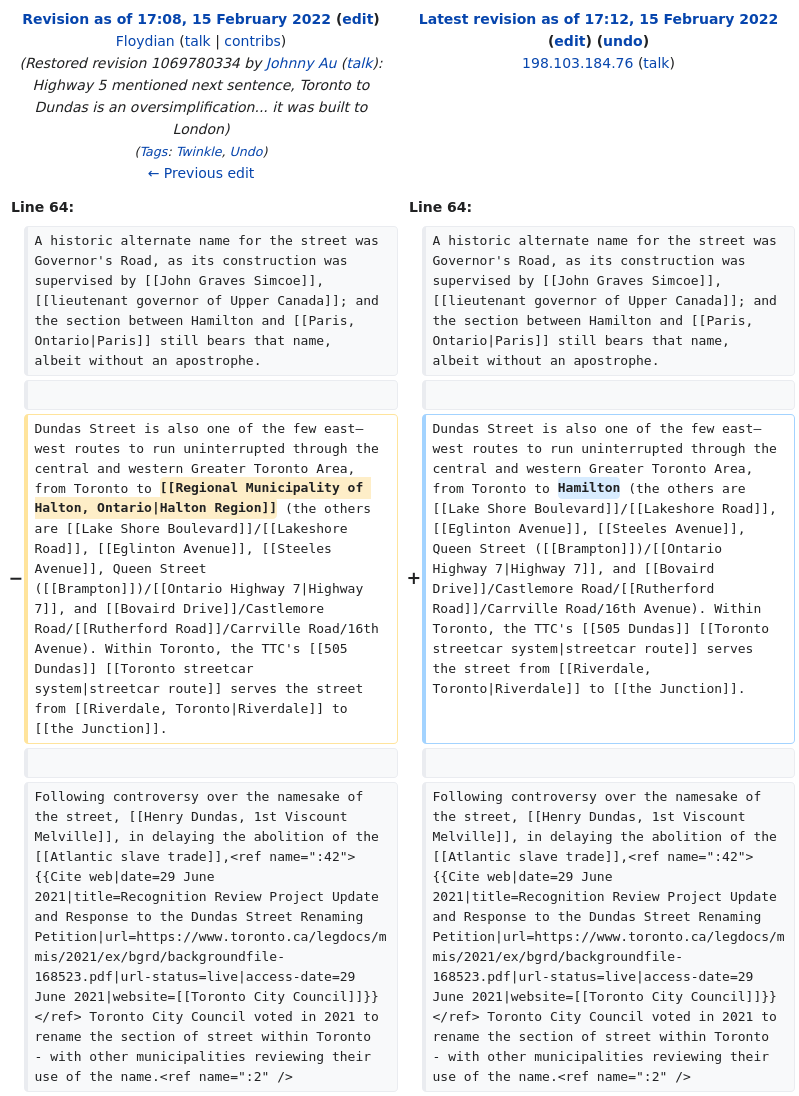 Revision as of 17:08, 15 February 2022 (edit)
Floydian (talk | contribs)
(Restored revision 1069780334 by Johnny Au (talk):
Highway 5 mentioned next sentence, Toronto to
Dundas is an oversimplification... it was built to
London)
(Tags: Twinkle, Undo)
← Previous edit
Latest revision as of 17:12, 15 February 2022
(edit) (undo)
198.103.184.76 (talk)
Line 64:
A historic alternate name for the street was
Governor's Road, as its construction was
supervised by [[John Graves Simcoe]],
[[lieutenant governor of Upper Canada]]; and
the section between Hamilton and [[Paris,
Ontario|Paris]] still bears that name,
albeit without an apostrophe.
−
Dundas Street is also one of the few east–
west routes to run uninterrupted through the
central and western Greater Toronto Area,
from Toronto to [[Regional Municipality of
Halton, Ontario|Halton Region]] (the others
are [[Lake Shore Boulevard]]/[[Lakeshore
Road]], [[Eglinton Avenue]], [[Steeles
Avenue]], Queen Street
([[Brampton]])/[[Ontario Highway 7|Highway
7]], and [[Bovaird Drive]]/Castlemore
Road/[[Rutherford Road]]/Carrville Road/16th
Avenue). Within Toronto, the TTC's [[505
Dundas]] [[Toronto streetcar
system|streetcar route]] serves the street
from [[Riverdale, Toronto|Riverdale]] to
[[the Junction]].
Following controversy over the namesake of
the street, [[Henry Dundas, 1st Viscount
Melville]], in delaying the abolition of the
[[Atlantic slave trade]],<ref name=":42">
{{Cite web|date=29 June
2021|title=Recognition Review Project Update
and Response to the Dundas Street Renaming
Petition|url=https://www.toronto.ca/legdocs/m
mis/2021/ex/bgrd/backgroundfile-
168523.pdf|url-status=live|access-date=29
June 2021|website=[[Toronto City Council]]}}
</ref> Toronto City Council voted in 2021 to
rename the section of street within Toronto
- with other municipalities reviewing their
use of the name.<ref name=":2" />
Line 64:
A historic alternate name for the street was
Governor's Road, as its construction was
supervised by [[John Graves Simcoe]],
[[lieutenant governor of Upper Canada]]; and
the section between Hamilton and [[Paris,
Ontario|Paris]] still bears that name,
albeit without an apostrophe.
+
Dundas Street is also one of the few east–
west routes to run uninterrupted through the
central and western Greater Toronto Area,
from Toronto to Hamilton (the others are
[[Lake Shore Boulevard]]/[[Lakeshore Road]],
[[Eglinton Avenue]], [[Steeles Avenue]],
Queen Street ([[Brampton]])/[[Ontario
Highway 7|Highway 7]], and [[Bovaird
Drive]]/Castlemore Road/[[Rutherford
Road]]/Carrville Road/16th Avenue). Within
Toronto, the TTC's [[505 Dundas]] [[Toronto
streetcar system|streetcar route]] serves
the street from [[Riverdale,
Toronto|Riverdale]] to [[the Junction]].
Following controversy over the namesake of
the street, [[Henry Dundas, 1st Viscount
Melville]], in delaying the abolition of the
[[Atlantic slave trade]],<ref name=":42">
{{Cite web|date=29 June
2021|title=Recognition Review Project Update
and Response to the Dundas Street Renaming
Petition|url=https://www.toronto.ca/legdocs/m
mis/2021/ex/bgrd/backgroundfile-
168523.pdf|url-status=live|access-date=29
June 2021|website=[[Toronto City Council]]}}
</ref> Toronto City Council voted in 2021 to
rename the section of street within Toronto
- with other municipalities reviewing their
use of the name.<ref name=":2" />